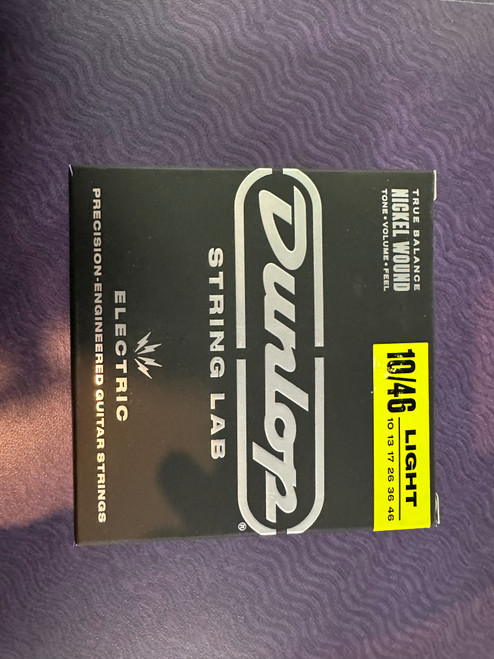 TRUE BALANCE
NICKEL WOUND
TONE • VOLUME • FEEL
10/46 LIGHT
10 13 17 26 36 46
Dunlop®
STRING LAB
ELECTRIC
PRECISION-ENGINEERED GUITAR STRINGS